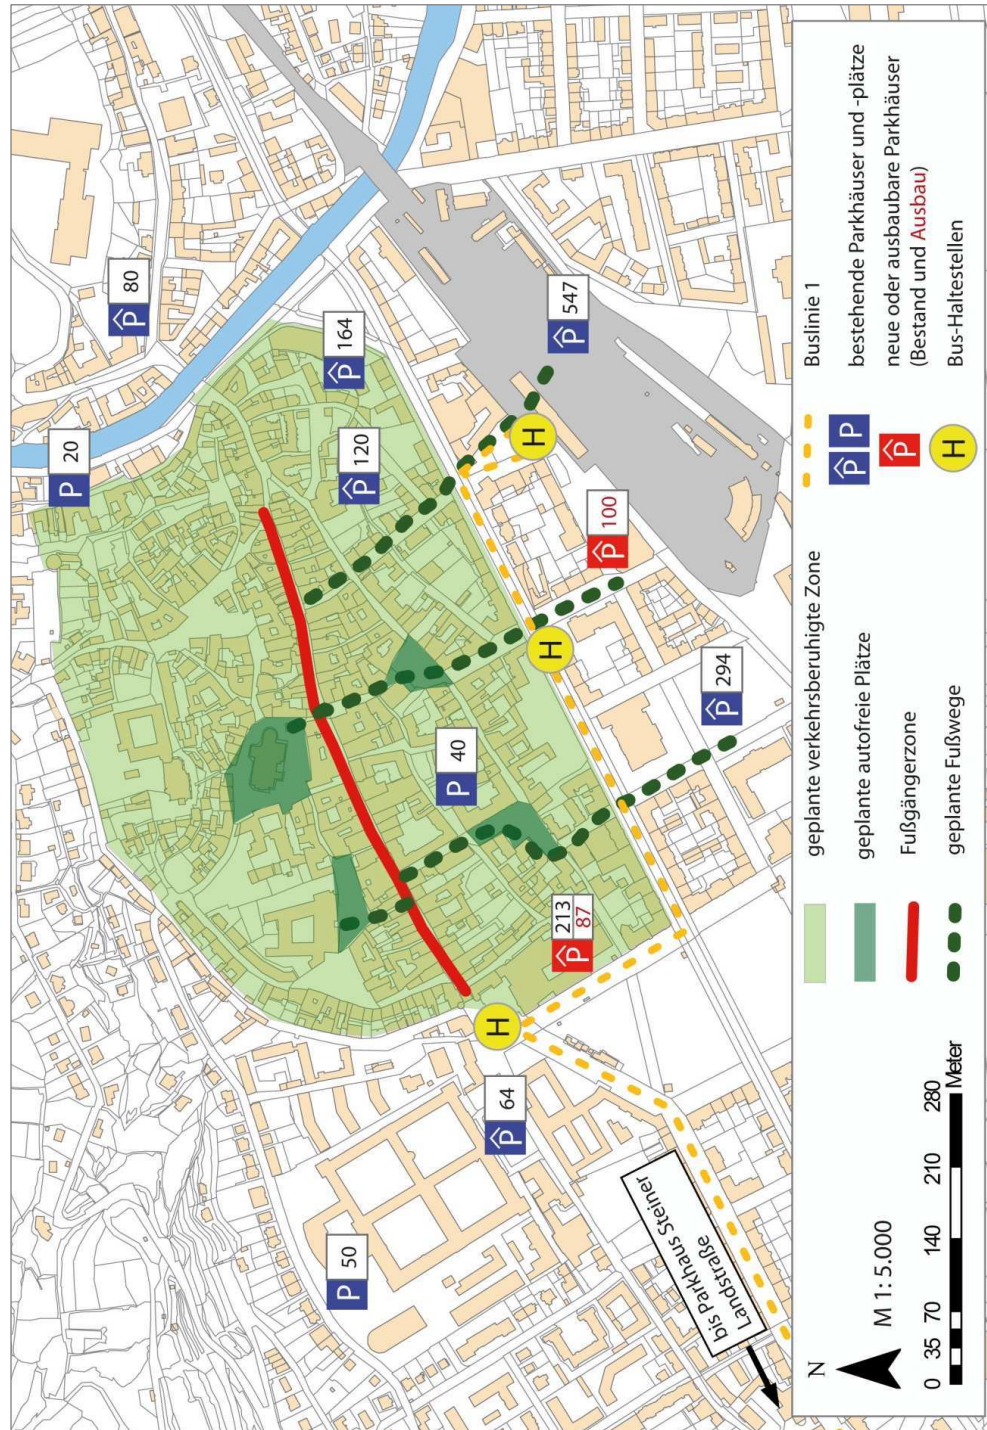 P 20
P 80
P 164
P 120
P 547
P 50
P 64
P 40
P 213
87
P 100
P 294
H
H
H
bis Parkhaus Steiner
Landstraße
N
M 1: 5.000
0 35 70 140 210 280
Meter
geplante verkehrsberuhigte Zone
geplante autofreie Plätze
Fußgängerzone
geplante Fußwege
Buslinie 1
P P bestehende Parkhäuser und -plätze
P neue oder ausbaubare Parkhäuser
(Bestand und Ausbau)
H Bus-Haltestellen